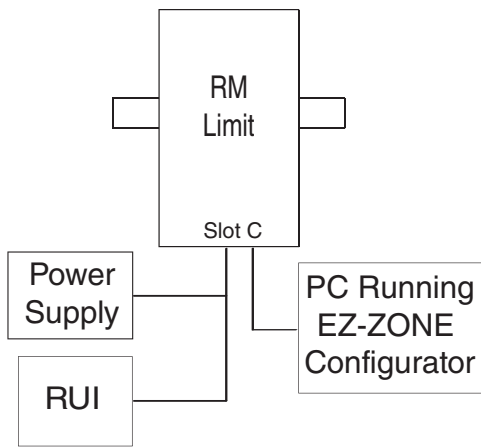 RM
Limit
Slot C
Power
Supply
PC Running
EZ-ZONE
Configurator
RUI